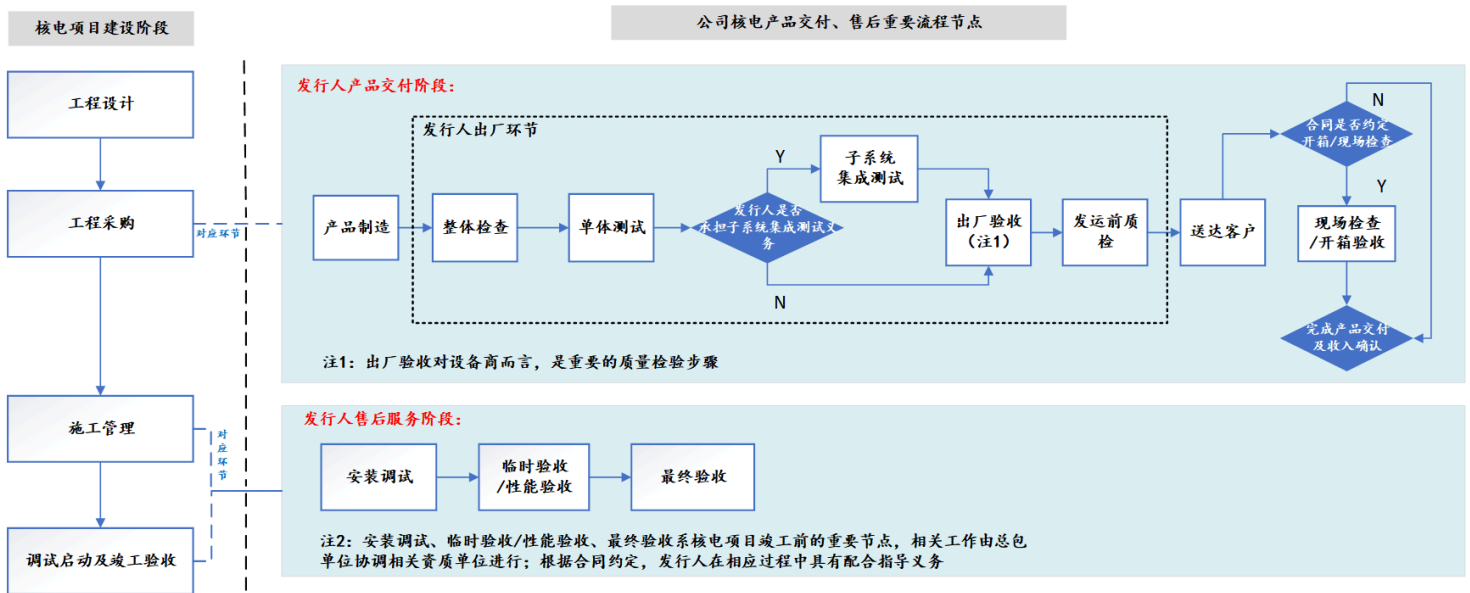 核电项目建设阶段
公司核电产品交付、售后重要流程节点
工程设计
工程采购
对应环节
施工管理
对
应
环
节
调试启动及竣工验收
发行人产品交付阶段：
发行人出厂环节
产品制造
整体检查
单体测试
发行人是否
承担子系统集成测试义
务
Y
N
子系统
集成测试
出厂验收
（注1）
发运前质
检
送达客户
合同是否约定
开箱/现场检查
N
Y
现场检查
/开箱验收
完成产品交付
及收入确认
注1：出厂验收对设备商而言，是重要的质量检验步骤
发行人售后服务阶段：
安装调试
临时验收
/性能验收
最终验收
注2：安装调试、临时验收/性能验收、最终验收系核电项目竣工前的重要节点，相关工作由总包
单位协调相关资质单位进行；根据合同约定，发行人在相应过程中具有配合指导义务